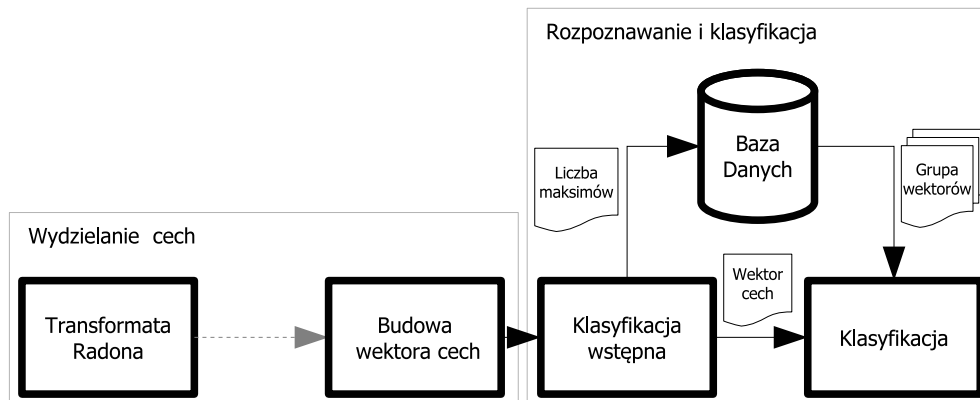 Rozpoznawanie i klasyfikacja
Baza
Danych
Liczba
maksimów
Grupa
wektorów
Wydzielanie cech
Transformata
Radona
Budowa
wektora cech
Klasyfikacja
wstępna
Wektor
cech
Klasyfikacja